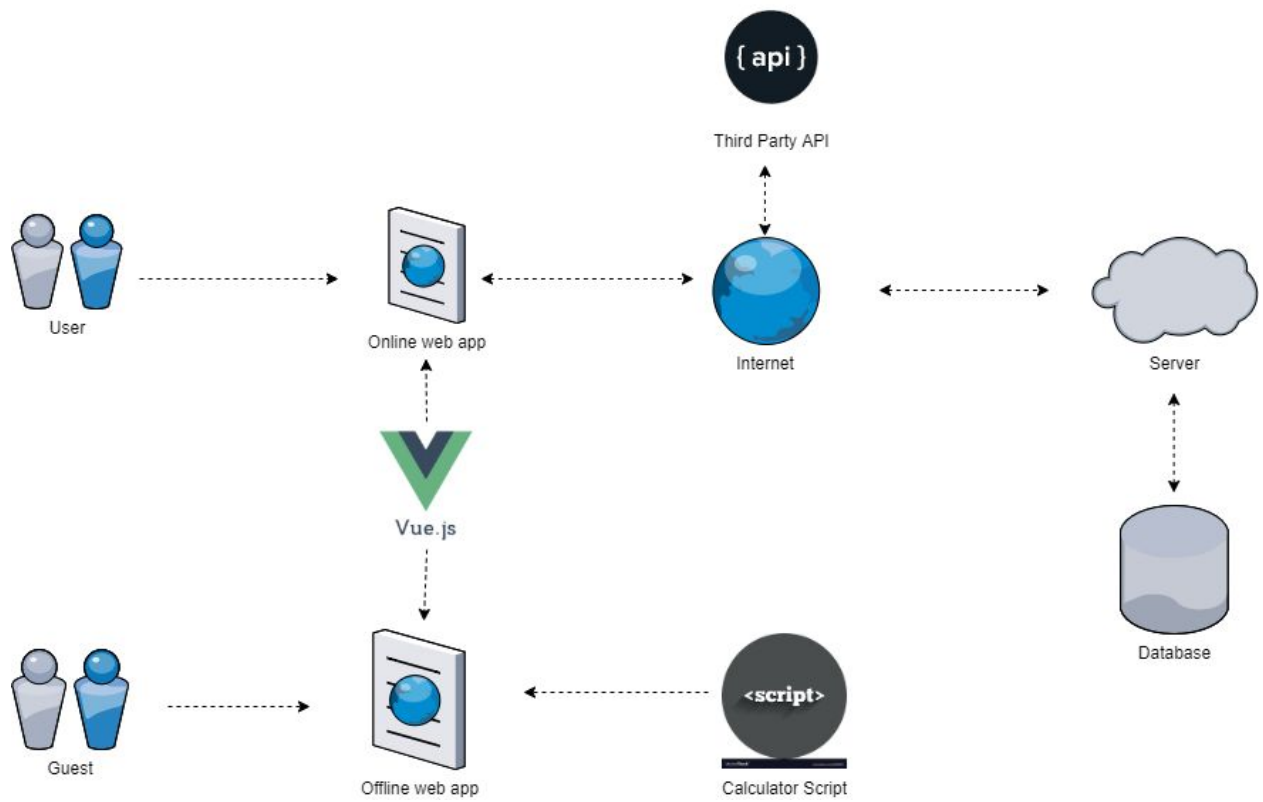 { api }
Third Party API
User
Online web app
Internet
Server
Vue.js
Database
<script>
Guest
Offline web app
Calculator Script